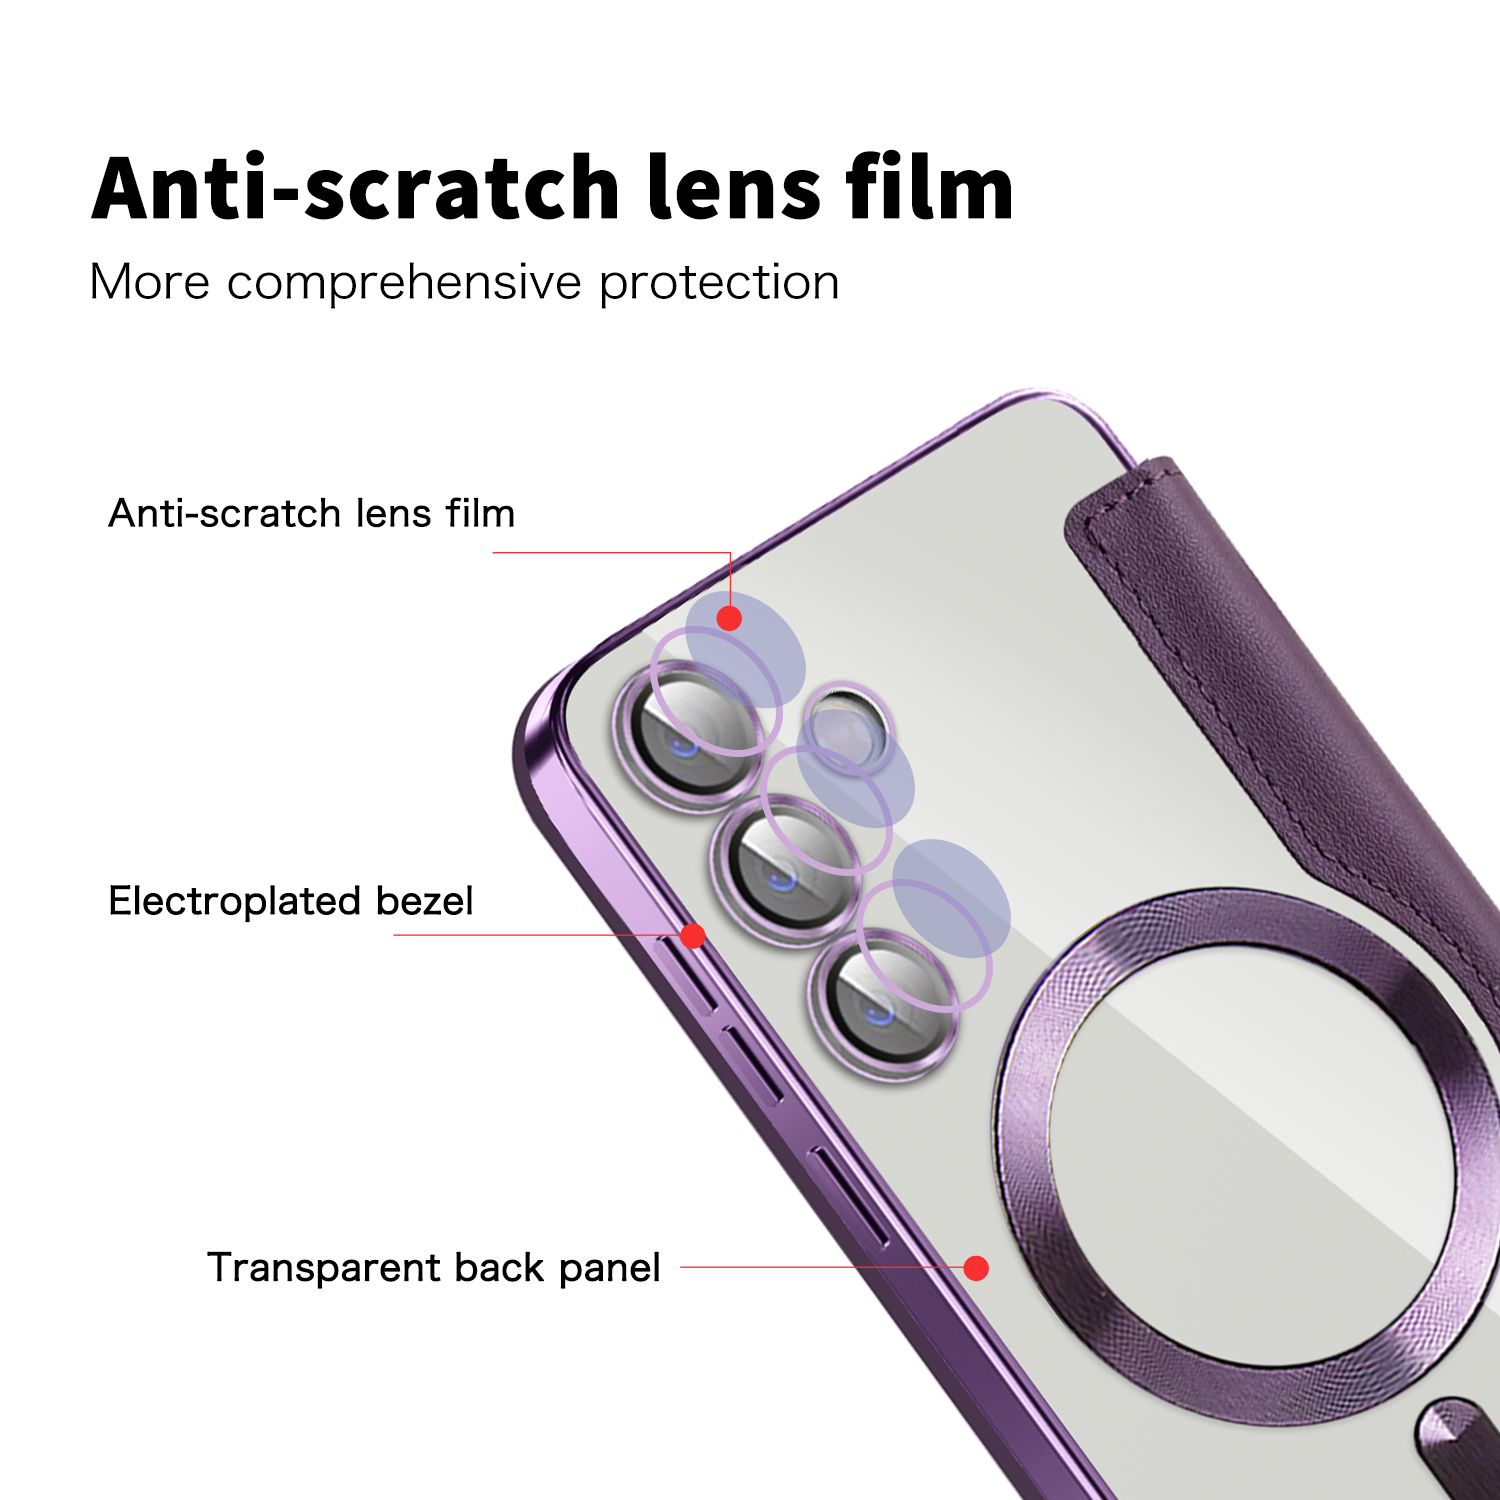 Anti-scratch lens film
More comprehensive protection
Anti-scratch lens film
Electroplated bezel
Transparent back panel